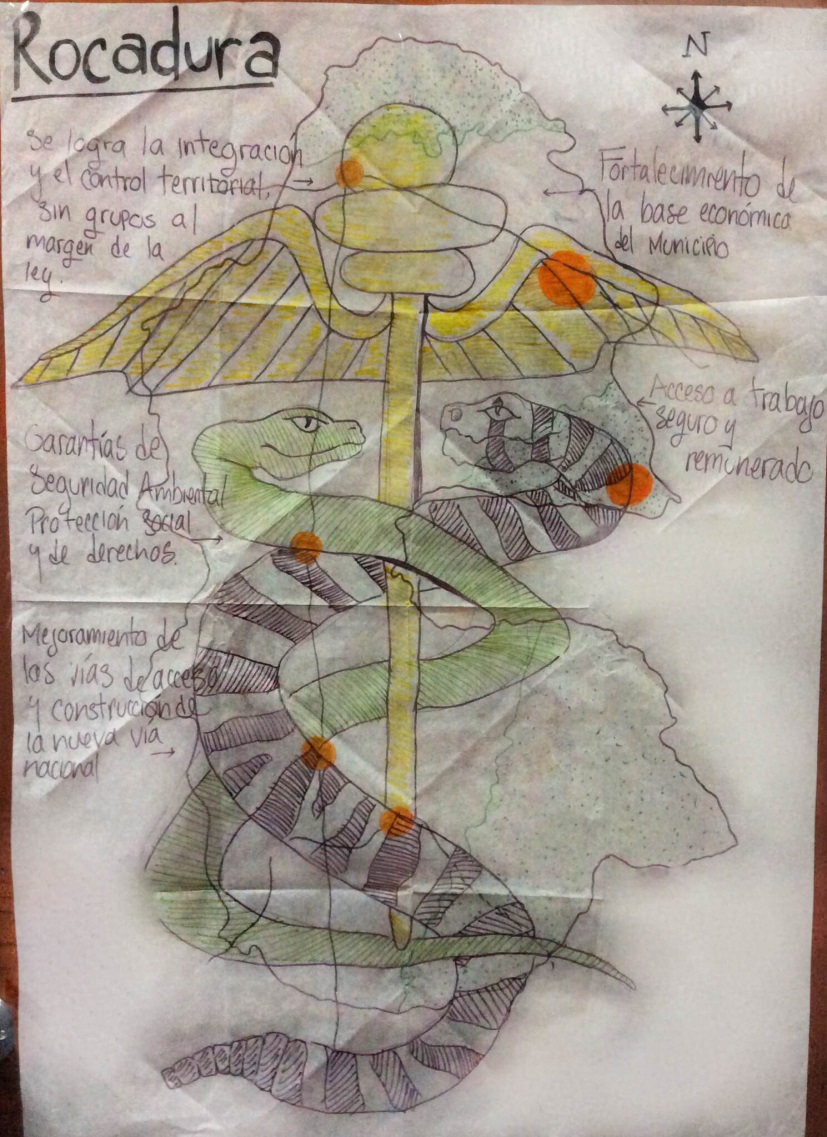 Rocadura
N
Se logra la integración
y el control territorial,
sin grupos al
margen de la
ley.
Fortalecimiento de
la base económica
del Municipio
Acceso a trabajo
seguro y
remunerado
Garantías de
Seguridad Ambiental
Protección social
y de derechos.
Mejoramiento de
las vías de acceso
y construcción de
la nueva vía
nacional